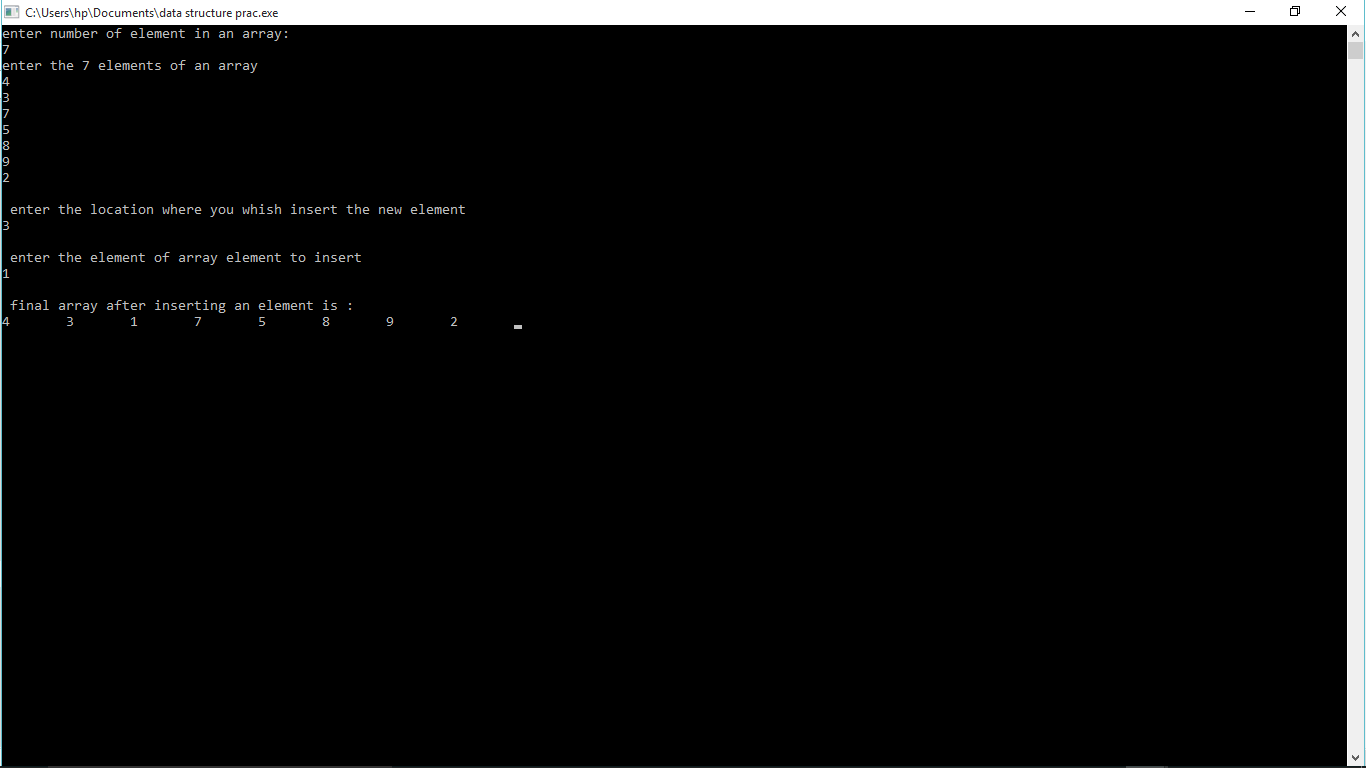 C:\Users\hp\Documents\data structure prac.exe
enter number of element in an array:
7
enter the 7 elements of an array
4
3
7
5
8
9
2
enter the location where you whish insert the new element
3
enter the element of array element to insert
1
final array after inserting an element is :
4 3 1 7 5 8 9 2